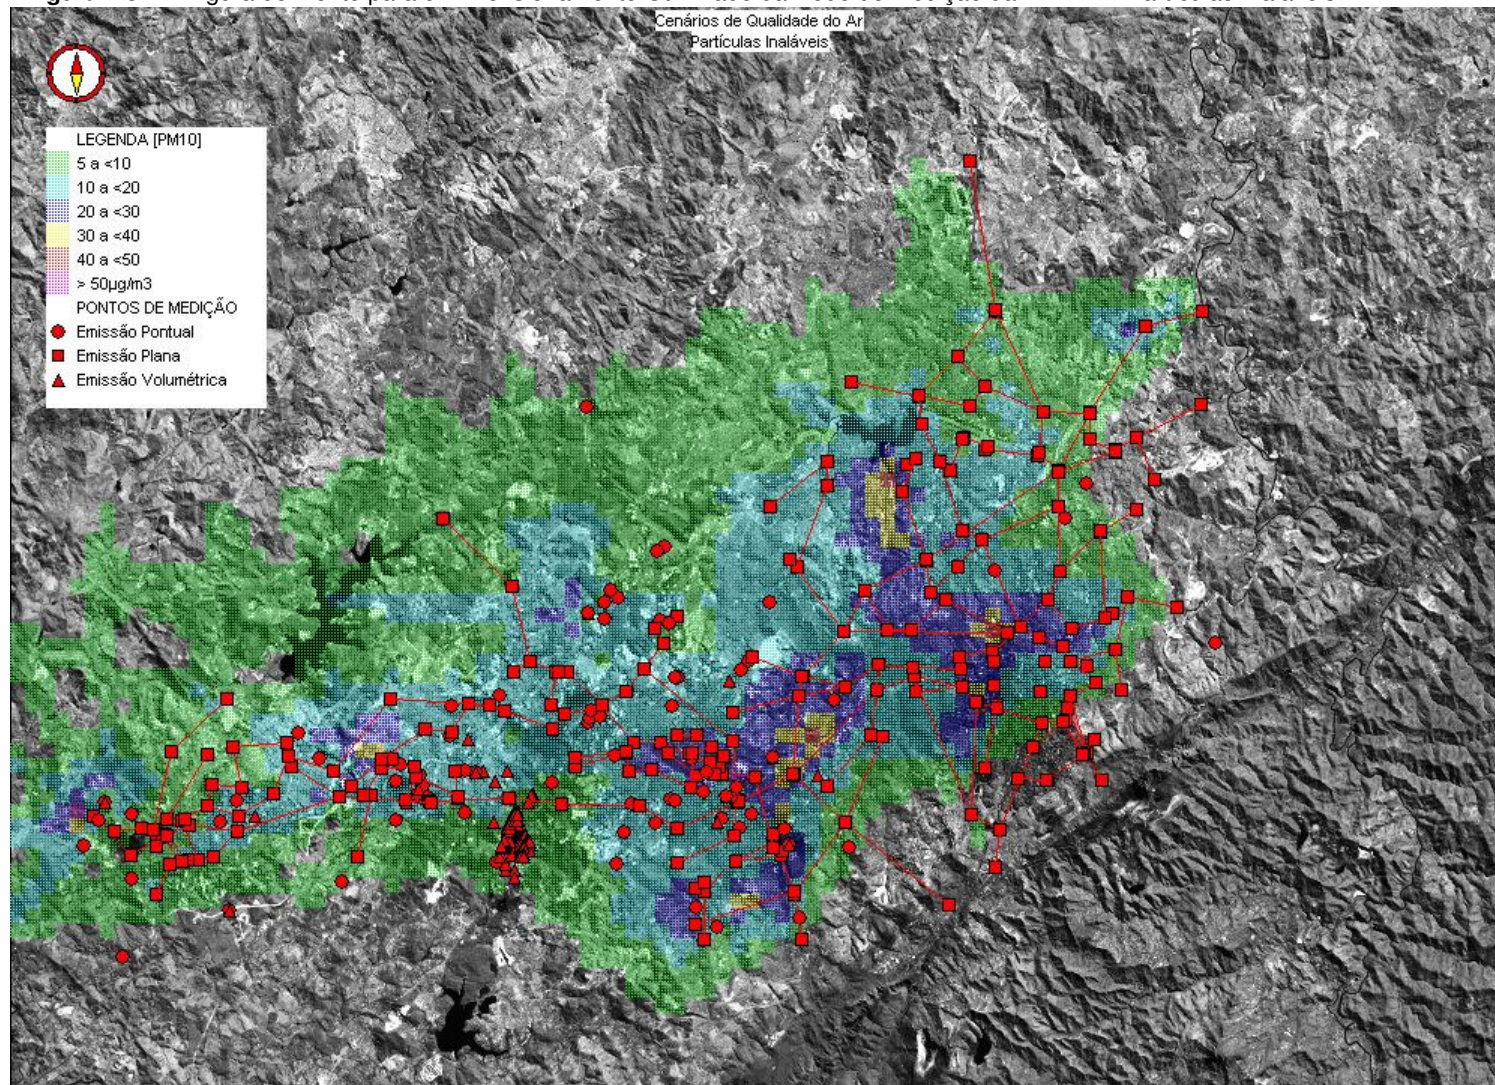 Cenários de Qualidade do Ar
Partículas Inaláveis
LEGENDA [PM10]
5 a <10
10 a <20
20 a <30
30 a <40
40 a <50
> 50µg/m3
PONTOS DE MEDIÇÃO
Emissão Pontual
Emissão Plana
Emissão Volumétrica